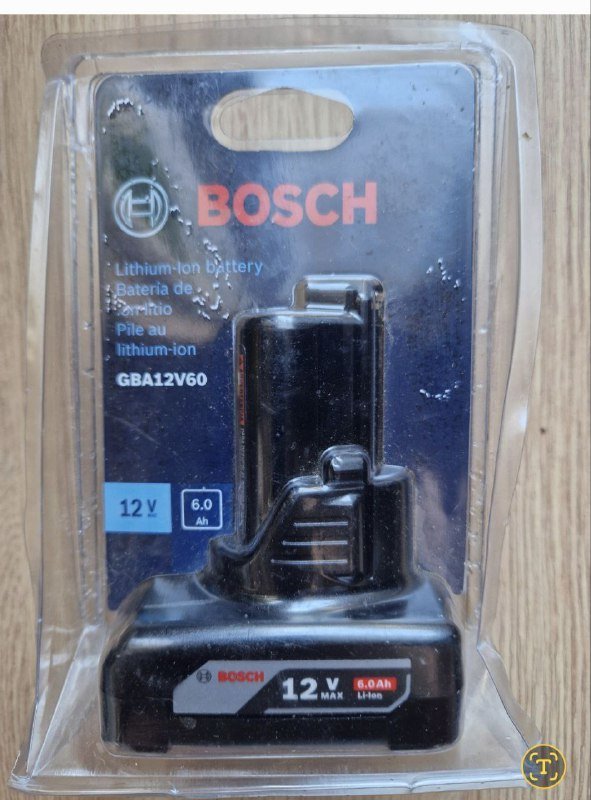 BOSCH
Lithium-Ion battery
Batería de
ion litio
Pile au
lithium-ion
GBA12V60
12 V
MAX
6.0
Ah
BOSCH
12 V
MAX
6.0Ah
Li-Ion
T